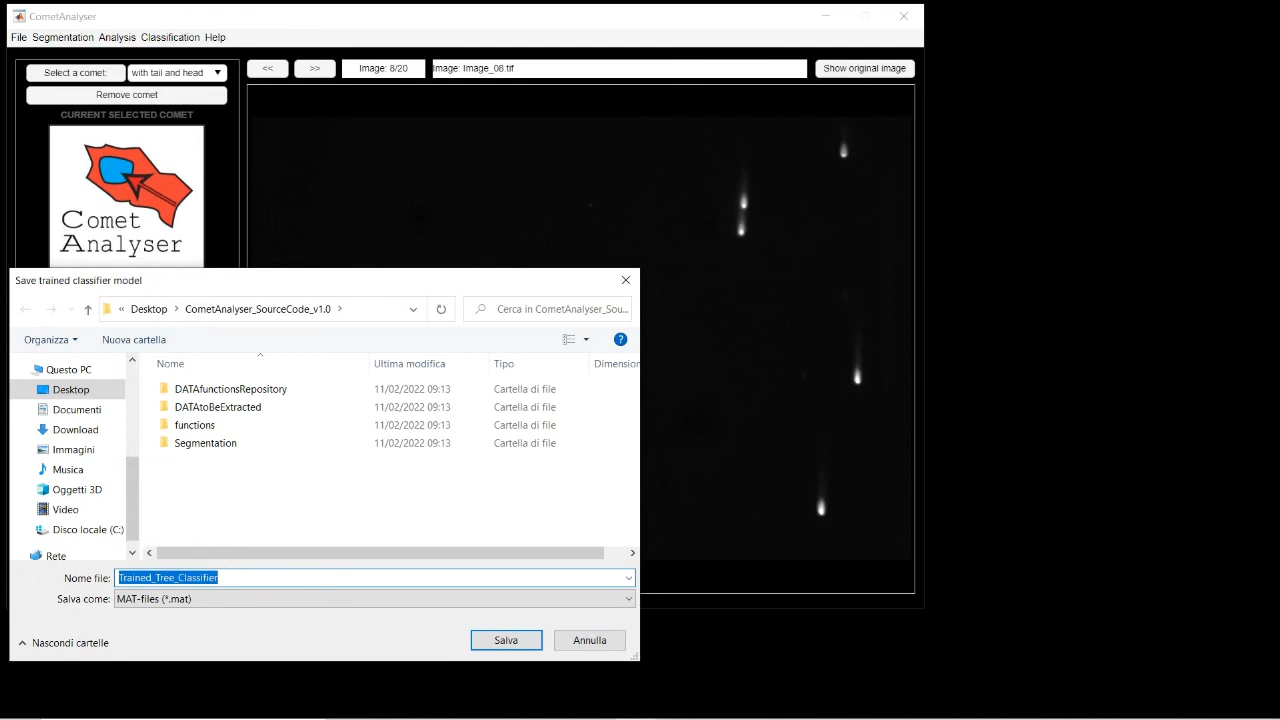 CometAnalyser
File Segmentation Analysis Classification Help
Select a comet: with tail and head << >> Image: 8/20 Image: Image_08.tif Show original image
Remove comet
CURRENT SELECTED COMET
Comet
Analyser
Save trained classifier model
« Desktop > CometAnalyser_SourceCode_v1.0 > Cerca in CometAnalyser_Sou...
Organizza Nuova cartella
Nome Ultima modifica Tipo Dimension
Questo PC
Desktop
Documenti
Download
Immagini
Musica
Oggetti 3D
Video
Disco locale (C:)
Rete
DATAfunctionsRepository 11/02/2022 09:13 Cartella di file
DATAtoBeExtracted 11/02/2022 09:13 Cartella di file
functions 11/02/2022 09:13 Cartella di file
Segmentation 11/02/2022 09:13 Cartella di file
Nome file: Trained_Tree_Classifier
Salva come: MAT-files (*.mat)
Nascondi cartelle Salva Annulla